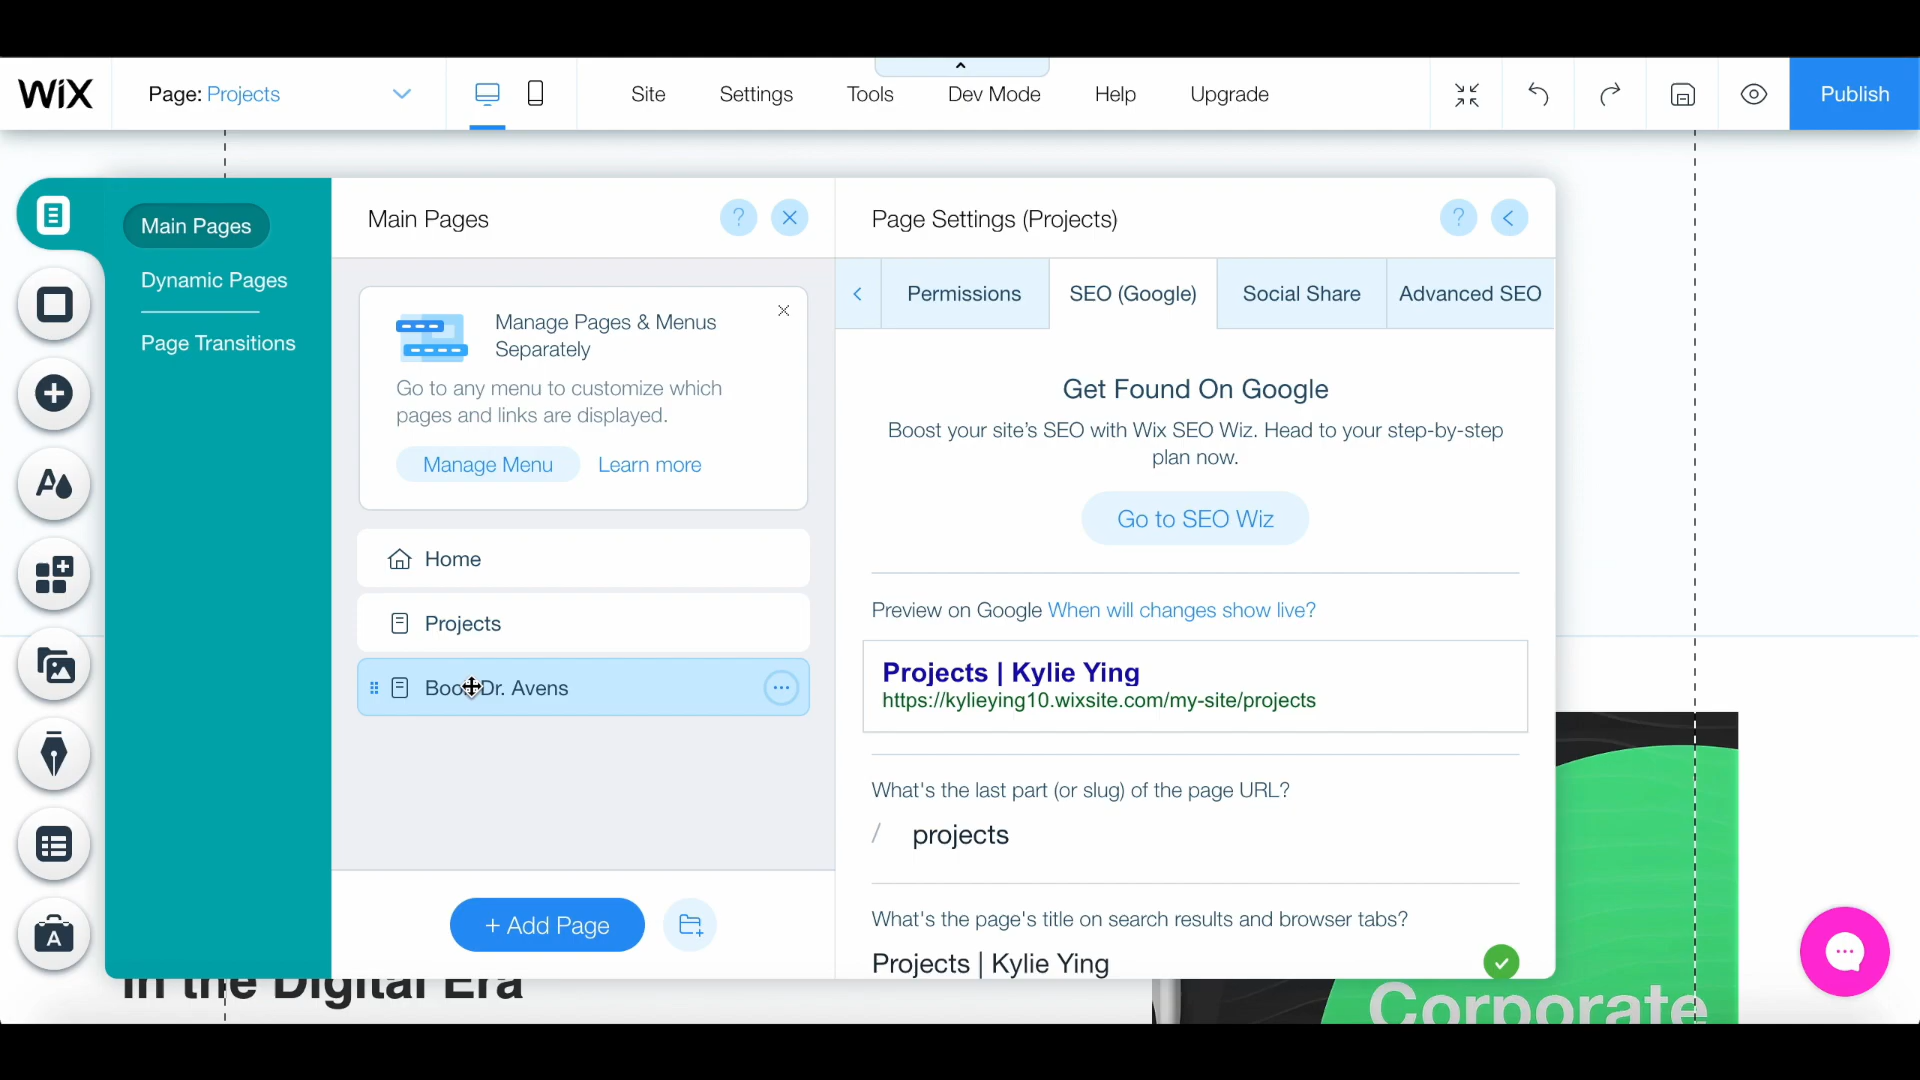 WiX
Page: Projects
Site
Settings
Tools
Dev Mode
Help
Upgrade
Publish
Main Pages
Dynamic Pages
Page Transitions
Main Pages
?
Manage Pages & Menus
Separately
Go to any menu to customize which
pages and links are displayed.
Manage Menu
Learn more
Home
Projects
Dr. Avens
+ Add Page
Page Settings (Projects)
?
Permissions
SEO (Google)
Social Share
Advanced SEO
Get Found On Google
Boost your site's SEO with Wix SEO Wiz. Head to your step-by-step
plan now.
Go to SEO Wiz
Preview on Google When will changes show live?
Projects | Kylie Ying
https://kylieying10.wixsite.com/my-site/projects
What's the last part (or slug) of the page URL?
/ projects
What's the page's title on search results and browser tabs?
Projects | Kylie Ying
in the Digital Era
Corporate